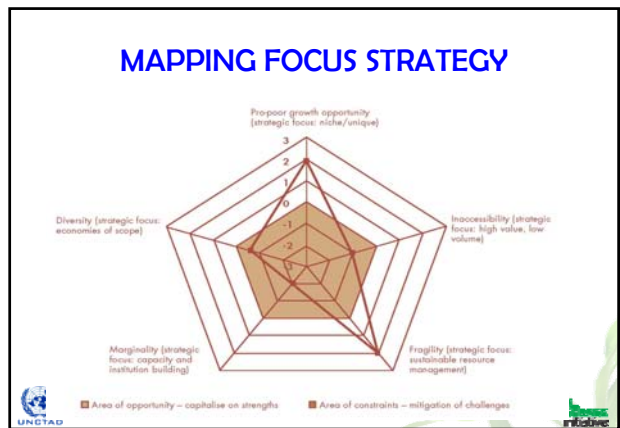 MAPPING FOCUS STRATEGY
Pro-poor growth opportunity
(strategic focus: niche/unique)
3
2
1
0
-1
-2
-3
Diversity (strategic focus:
economies of scope)
Inaccessibility (strategic
focus: high value, low
volume)
Marginality (strategic
focus: capacity and
institution building)
Fragility (strategic focus:
sustainable resource
management)
Area of opportunity – capitalise on strengths
Area of constraints – mitigation of challenges
UNCTAD
initiative